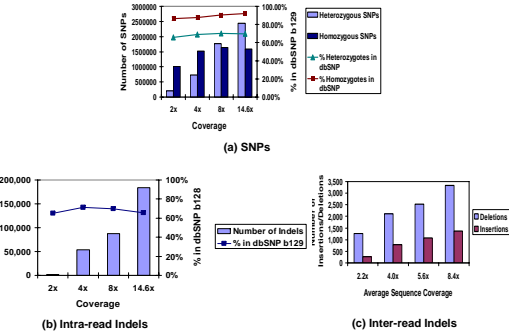 Number of SNPs
3000000
2500000
2000000
1500000
1000000
500000
0
2x 4x 8x 14.6x
Coverage
100.00%
80.00%
60.00%
40.00%
20.00%
0.00%
% in dbSNP b129
Heterozygous SNPs
Homozygous SNPs
% Heterozygotes in
dbSNP
% Homozygotes in
dbSNP
(a) SNPs
200,000
150,000
100,000
50,000
0
2x 4x 8x 14.6x
Coverage
100%
80%
60%
40%
20%
0%
% in dbSNP b128
Number of Indels
% in dbSNP b129
(b) Intra-read Indels
Number of
Insertions/Deletions
3,500
3,000
2,500
2,000
1,500
1,000
500
0
2.2x 4.0x 5.6x 8.4x
Average Sequence Coverage
Deletions
Insertions
(c) Inter-read Indels